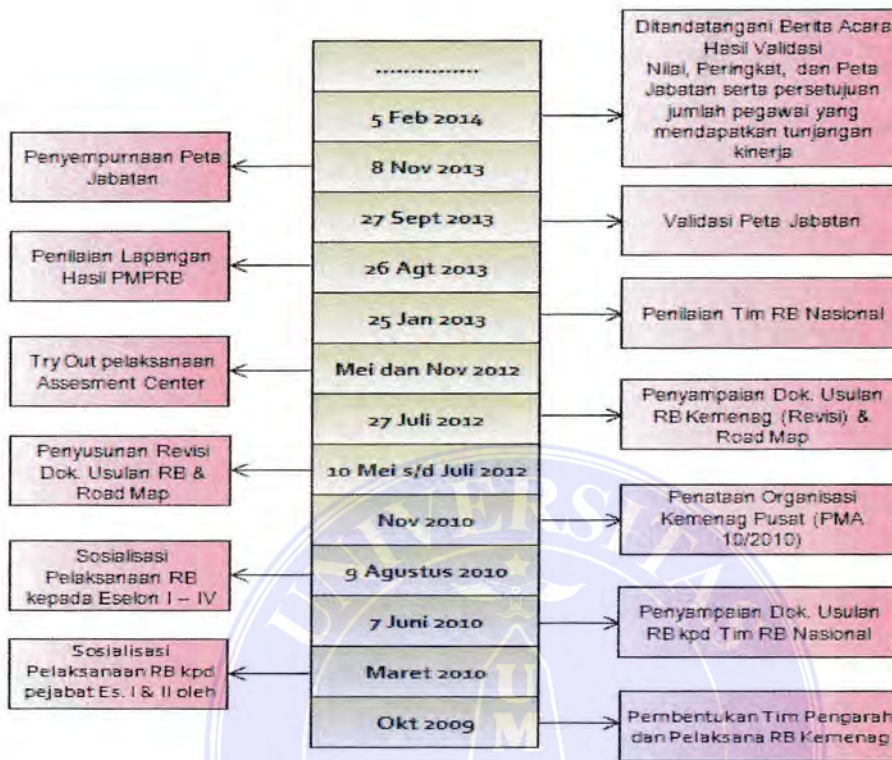 ...............
5 Feb 2014
8 Nov 2013
27 Sept 2013
26 Agt 2013
25 Jan 2013
Mei dan Nov 2012
27 Juli 2012
10 Mei s/d Juli 2012
Nov 2010
9 Agustus 2010
7 Juni 2010
Maret 2010
Okt 2009
Penyempurnaan Peta
Jabatan
Penilaian Lapangan
Hasil PMPRB
Try Out pelaksanaan
Assesment Center
Penyusunan Revisi
Dok. Usulan RB &
Road Map
Sosialisasi
Pelaksanaan RB
kepada Eselon I – IV
Sosialisasi
Pelaksanaan RB kpd
pejabat Es. I & II oleh
Ditandatangani Berita Acara
Hasil Validasi
Nilai, Peringkat, dan Peta
Jabatan serta persetujuan
jumlah pegawai yang
mendapatkan tunjangan
kinerja
Validasi Peta Jabatan
Penilaian Tim RB Nasional
Penyampaian Dok. Usulan
RB Kemenag (Revisi) &
Road Map
Penataan Organisasi
Kemenag Pusat (PMA
10/2010)
Penyampaian Dok. Usulan
RB kpd Tim RB Nasional
Pembentukan Tim Pengarah
dan Pelaksana RB Kemenag
UNIVERSITA
UM